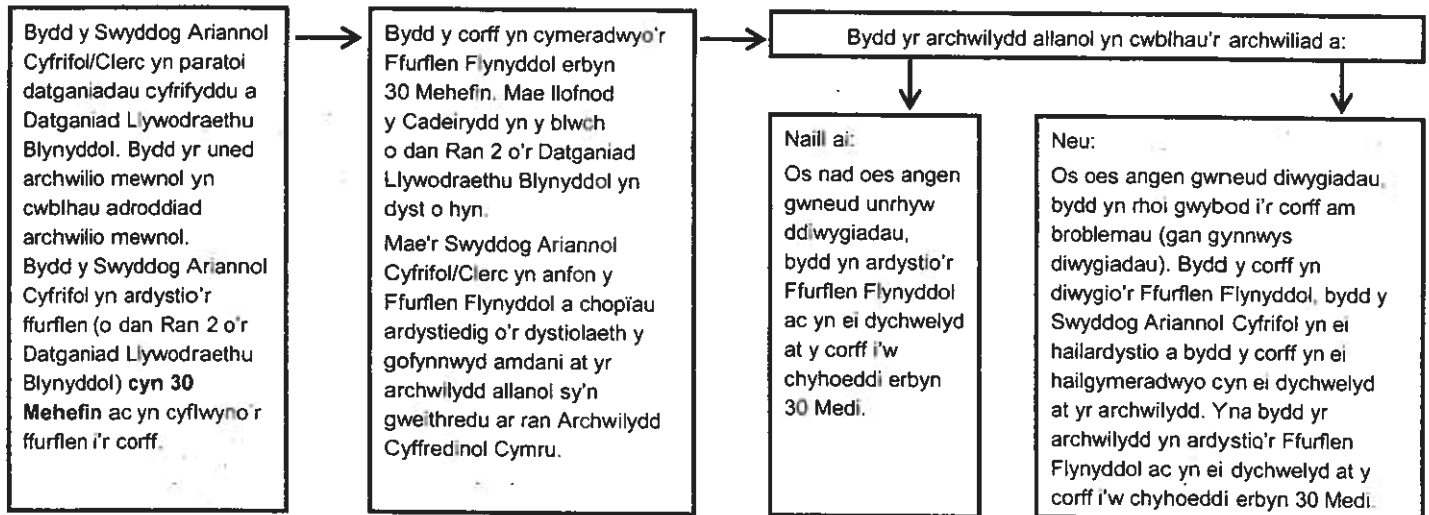 Bydd y Swyddog Ariannol
Cyfrifol/Clerc yn paratoi
datganiadau cyfrifyddu a
Datganiad Llywodraethu
Blynyddol. Bydd yr uned
archwilio mewnol yn
cwblhau adroddiad
archwilio mewnol.
Bydd y Swyddog Ariannol
Cyfrifol yn ardystio'r
ffurflen (o dan Ran 2 o'r
Datganiad Llywodraethu
Blynyddol) cyn 30
Mehefin ac yn cyflwyno'r
ffurflen i'r corff.
Bydd y corff yn cymeradwyo'r
Ffurflen Flynyddol erbyn
30 Mehefin. Mae llofnod
y Cadeirydd yn y blwch
o dan Ran 2 o'r Datganiad
Llywodraethu Blynyddol yn
dyst o hyn.
Mae'r Swyddog Ariannol
Cyfrifol/Clerc yn anfon y
Ffurflen Flynyddol a chopïau
ardystiedig o'r dystiolaeth y
gofynnwyd amdani at yr
archwilydd allanol sy'n
gweithredu ar ran Archwilydd
Cyffredinol Cymru.
Bydd yr archwilydd allanol yn cwblhau'r archwiliad a:
Naill ai:
Os nad oes angen
gwneud unrhyw
ddiwygiadau,
bydd yn ardystio'r
Ffurflen Flynyddol
ac yn ei dychwelyd
at y corff i'w
chyhoeddi erbyn
30 Medi.
Neu:
Os oes angen gwneud diwygiadau,
bydd yn rhoi gwybod i'r corff am
broblemau (gan gynnwys
diwygiadau). Bydd y corff yn
diwygio'r Ffurflen Flynyddol, bydd y
Swyddog Ariannol Cyfrifol yn ei
hailardystio a bydd y corff yn ei
hailgymeradwyo cyn ei dychwelyd
at yr archwilydd. Yna bydd yr
archwilydd yn ardystio'r Ffurflen
Flynyddol ac yn ei dychwelyd at y
corff i'w chyhoeddi erbyn 30 Medi.